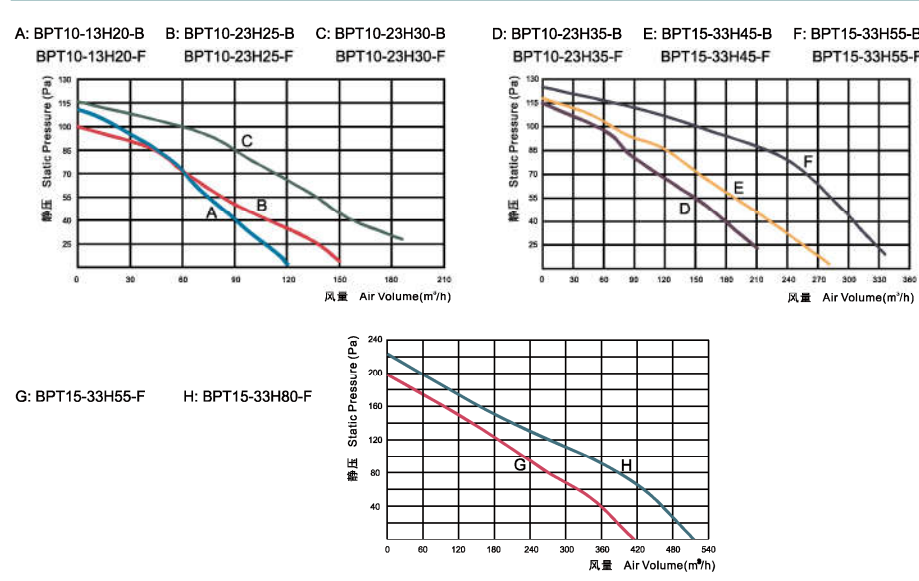 A: BPT10-13H20-B B: BPT10-23H25-B C: BPT10-23H30-B
BPT10-13H20-F BPT10-23H25-F BPT10-23H30-F
静压 Static Pressure (Pa)
130
115
100
85
70
55
40
25
A
B
C
0 30 60 90 120 150 180 210
风量 Air Volume(m³/h)
D: BPT10-23H35-B E: BPT15-33H45-B F: BPT15-33H55-B
BPT10-23H35-F BPT15-33H45-F BPT15-33H55-F
静压 Static Pressure (Pa)
130
115
100
85
70
55
40
25
D
E
F
0 30 60 90 120 150 180 210 240 270 300 330 360
风量 Air Volume(m³/h)
G: BPT15-33H55-F H: BPT15-33H80-F
静压 Static Pressure (Pa)
240
200
160
120
80
40
G
H
0 60 120 180 240 300 360 420 480 540
风量 Air Volume(m³/h)